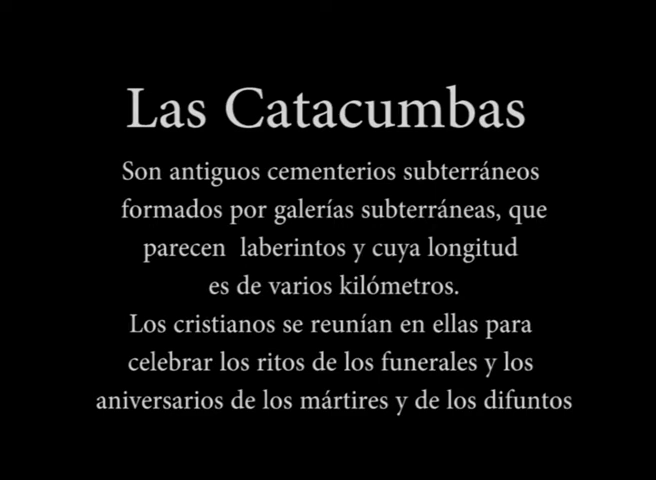 Las Catacumbas
Son antiguos cementerios subterráneos
formados por galerías subterráneas, que
parecen laberintos y cuya longitud
es de varios kilómetros.
Los cristianos se reunían en ellas para
celebrar los ritos de los funerales y los
aniversarios de los mártires y de los difuntos